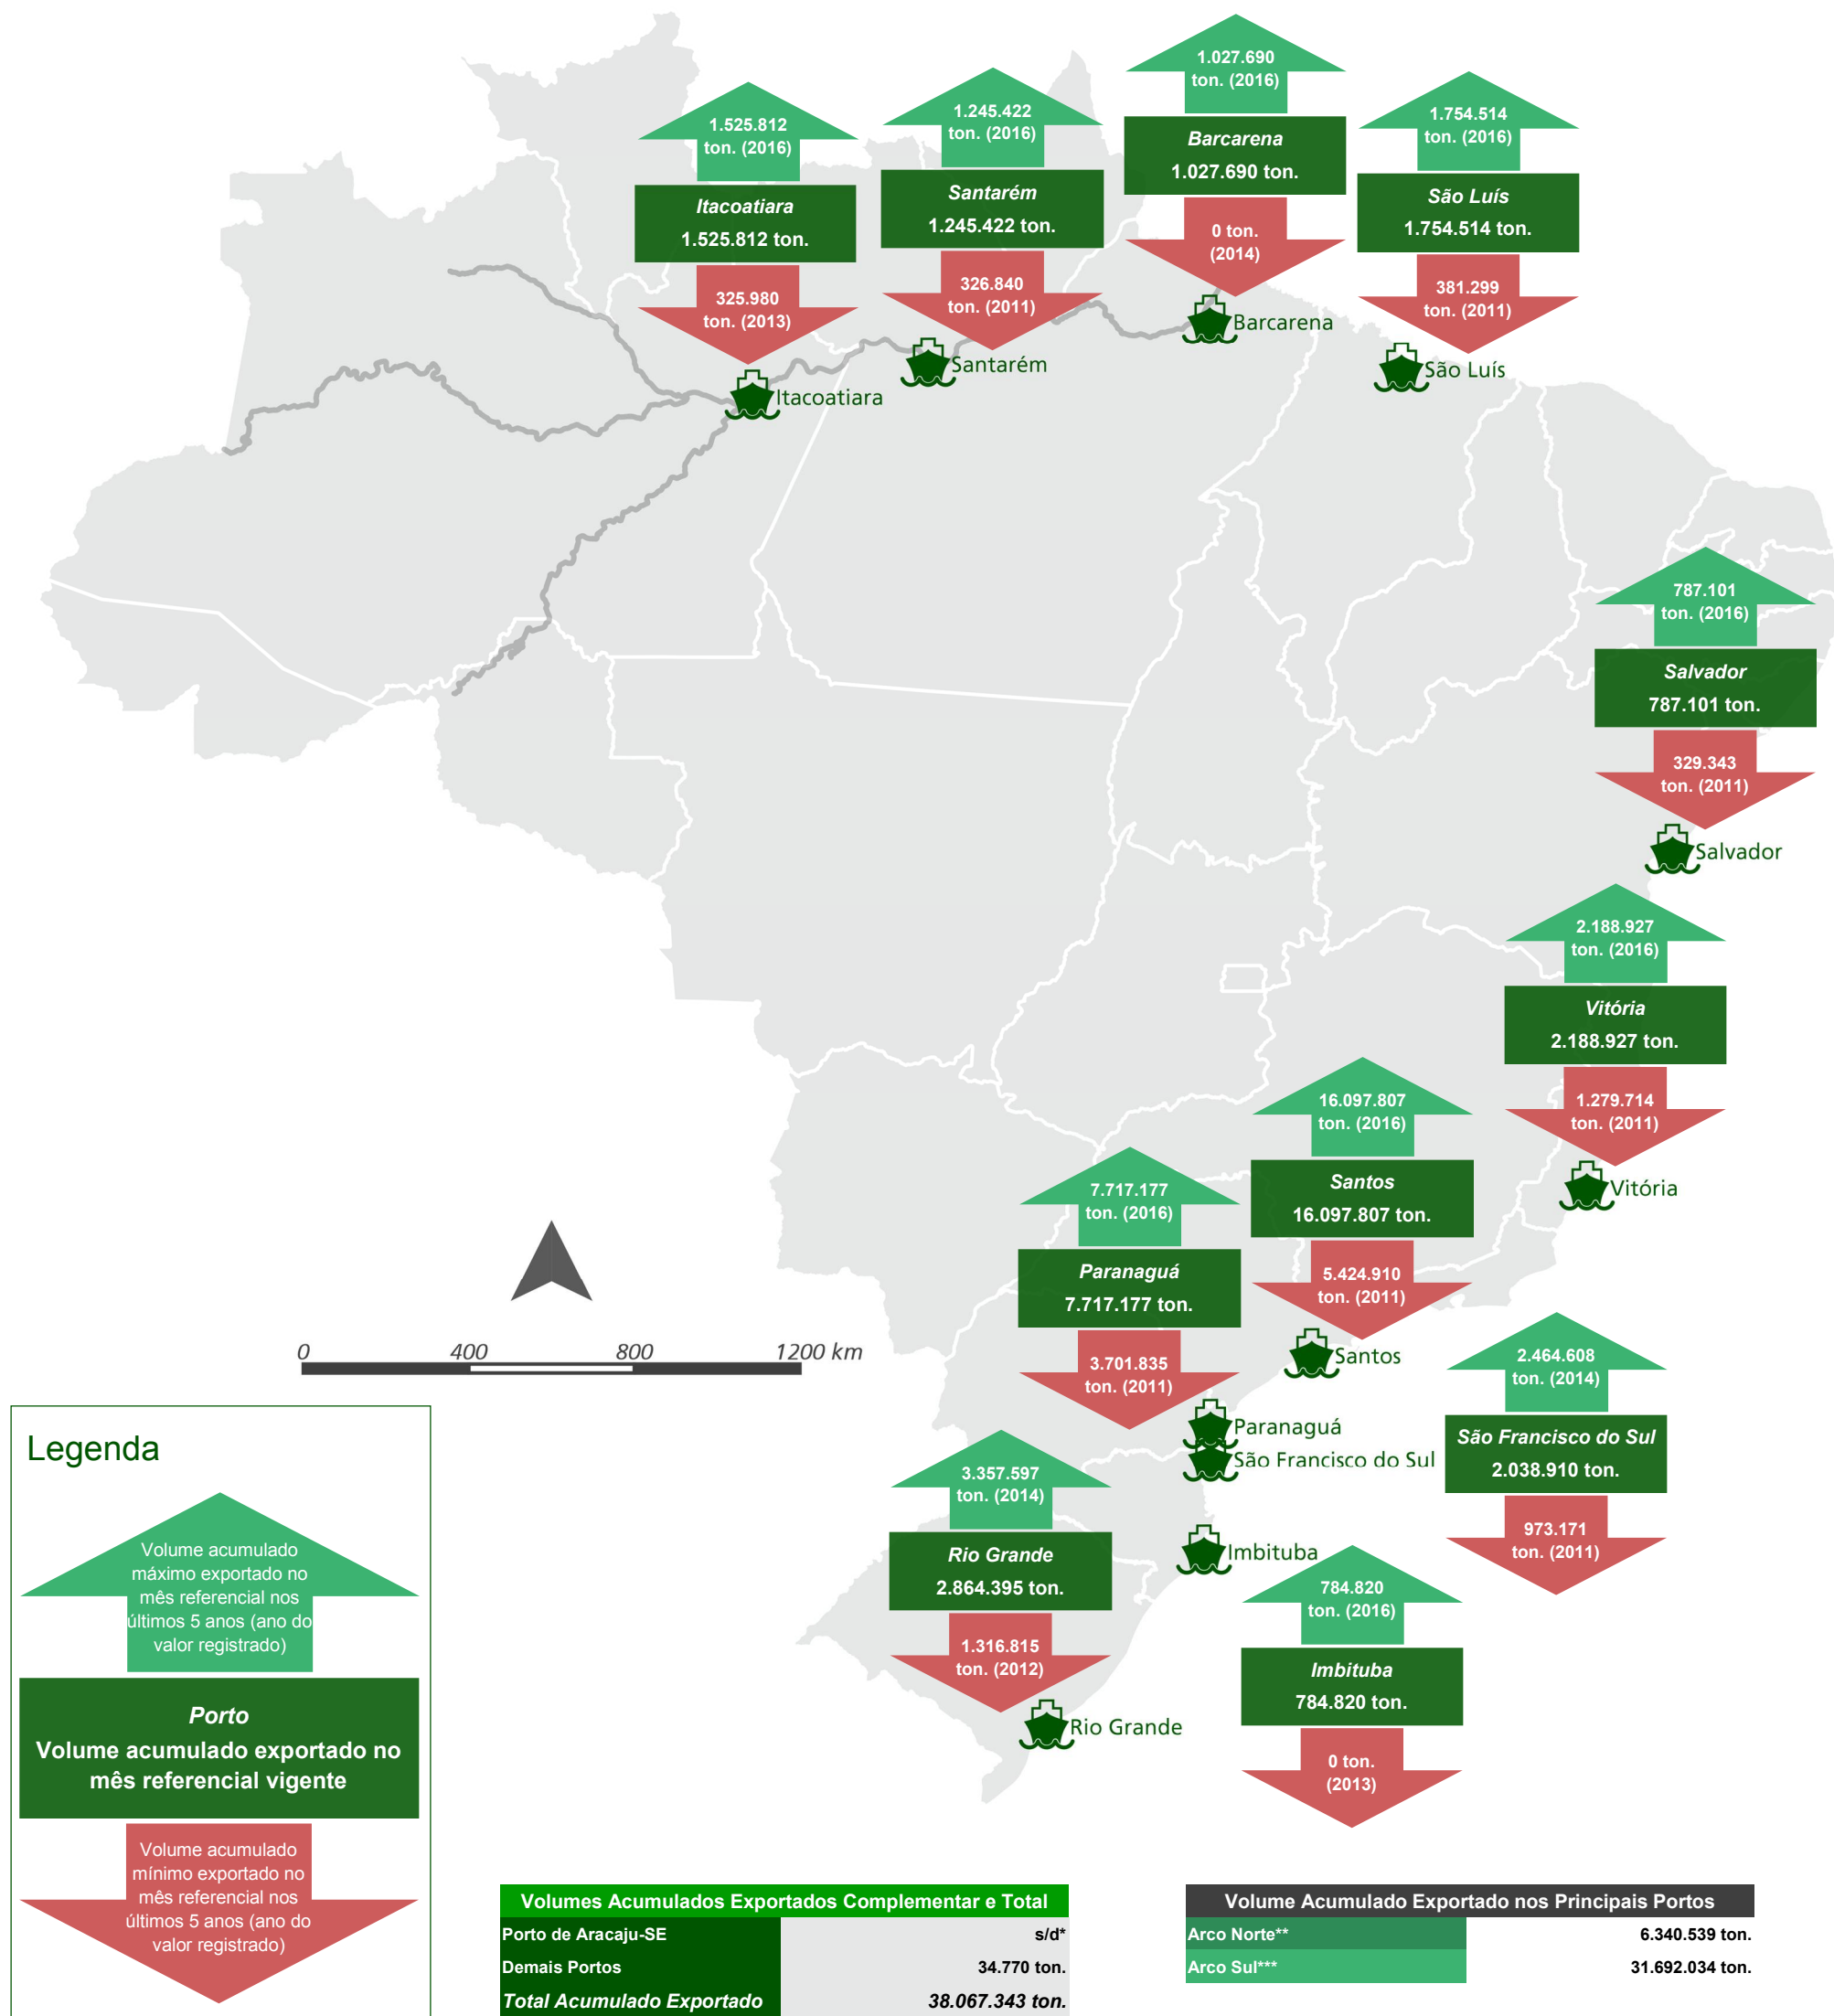 1.027.690
ton. (2016)
Barcarena
1.027.690 ton.
0 ton.
(2014)
1.525.812
ton. (2016)
Itacoatiara
1.525.812 ton.
325.980
ton. (2013)
1.245.422
ton. (2016)
Santarém
1.245.422 ton.
326.840
ton. (2011)
1.754.514
ton. (2016)
São Luís
1.754.514 ton.
381.299
ton. (2011)
Barcarena
Santarém
São Luís
Itacoatiara
787.101
ton. (2016)
Salvador
787.101 ton.
329.343
ton. (2011)
Salvador
2.188.927
ton. (2016)
Vitória
2.188.927 ton.
1.279.714
ton. (2011)
Vitória
16.097.807
ton. (2016)
Santos
16.097.807 ton.
5.424.910
ton. (2011)
Santos
7.717.177
ton. (2016)
Paranaguá
7.717.177 ton.
3.701.835
ton. (2011)
Paranaguá
São Francisco do Sul
2.464.608
ton. (2014)
São Francisco do Sul
2.038.910 ton.
973.171
ton. (2011)
3.357.597
ton. (2014)
Rio Grande
2.864.395 ton.
1.316.815
ton. (2012)
Rio Grande
Imbituba
784.820
ton. (2016)
Imbituba
784.820 ton.
0 ton.
(2013)
0 400 800 1200 km
Legenda
Volume acumulado
máximo exportado no
mês referencial nos
últimos 5 anos (ano do
valor registrado)
Porto
Volume acumulado exportado no
mês referencial vigente
Volume acumulado
mínimo exportado no
mês referencial nos
últimos 5 anos (ano do
valor registrado)
Volumes Acumulados Exportados Complementar e Total
Porto de Aracaju-SE s/d*
Demais Portos 34.770 ton.
Total Acumulado Exportado 38.067.343 ton.
Volume Acumulado Exportado nos Principais Portos
Arco Norte** 6.340.539 ton.
Arco Sul*** 31.692.034 ton.